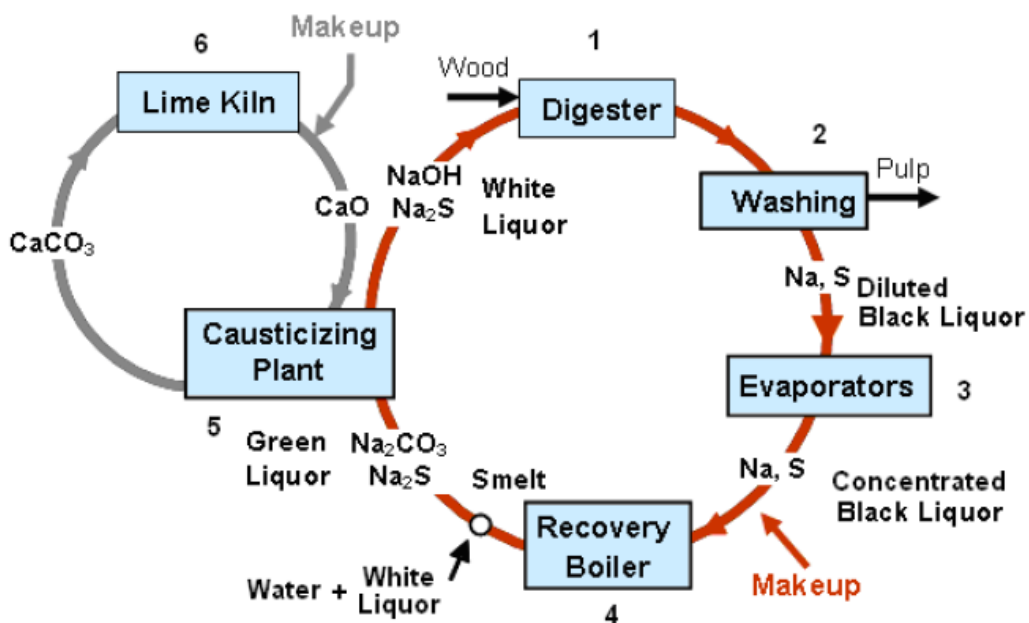 Makeup
6
Lime Kiln
CaO
CaCO₃
1
Wood
Digester
NaOH
Na₂S
White
Liquor
2
Washing
Pulp
Na, S
Diluted
Black Liquor
Evaporators
3
Na, S
Concentrated
Black Liquor
Makeup
Recovery
Boiler
4
Smelt
Water + White
Liquor
Na₂CO₃
Na₂S
Green
Liquor
Causticizing
Plant
5